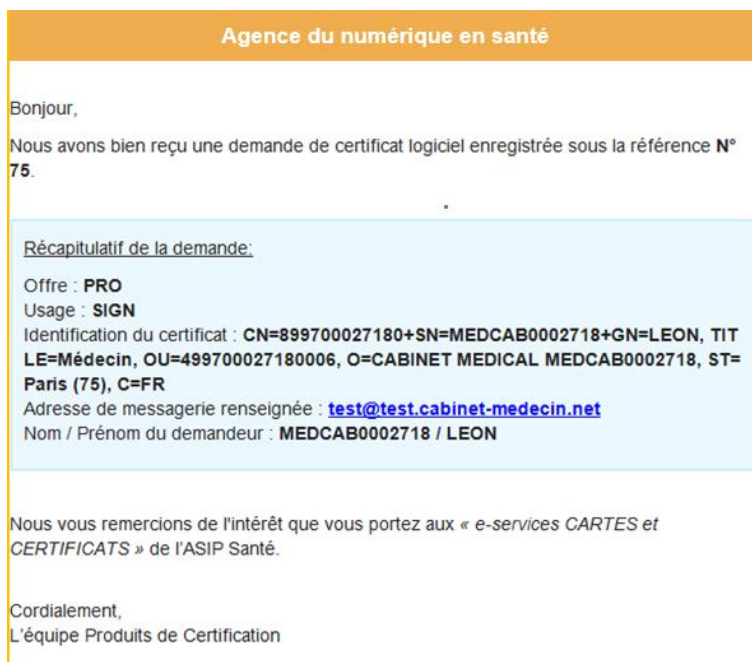 Agence du numérique en santé
Bonjour,
Nous avons bien reçu une demande de certificat logiciel enregistrée sous la référence N°
75.
Récapitulatif de la demande:
Offre : PRO
Usage : SIGN
Identification du certificat : CN=899700027180+SN=MEDCAB0002718+GN=LEON, TIT
LE=Médecin, OU=499700027180006, O=CABINET MEDICAL MEDCAB0002718, ST=
Paris (75), C=FR
Adresse de messagerie renseignée : test@test.cabinet-medecin.net
Nom / Prénom du demandeur : MEDCAB0002718 / LEON
Nous vous remercions de l'intérêt que vous portez aux « e-services CARTES et
CERTIFICATS » de l'ASIP Santé.
Cordialement,
L'équipe Produits de Certification